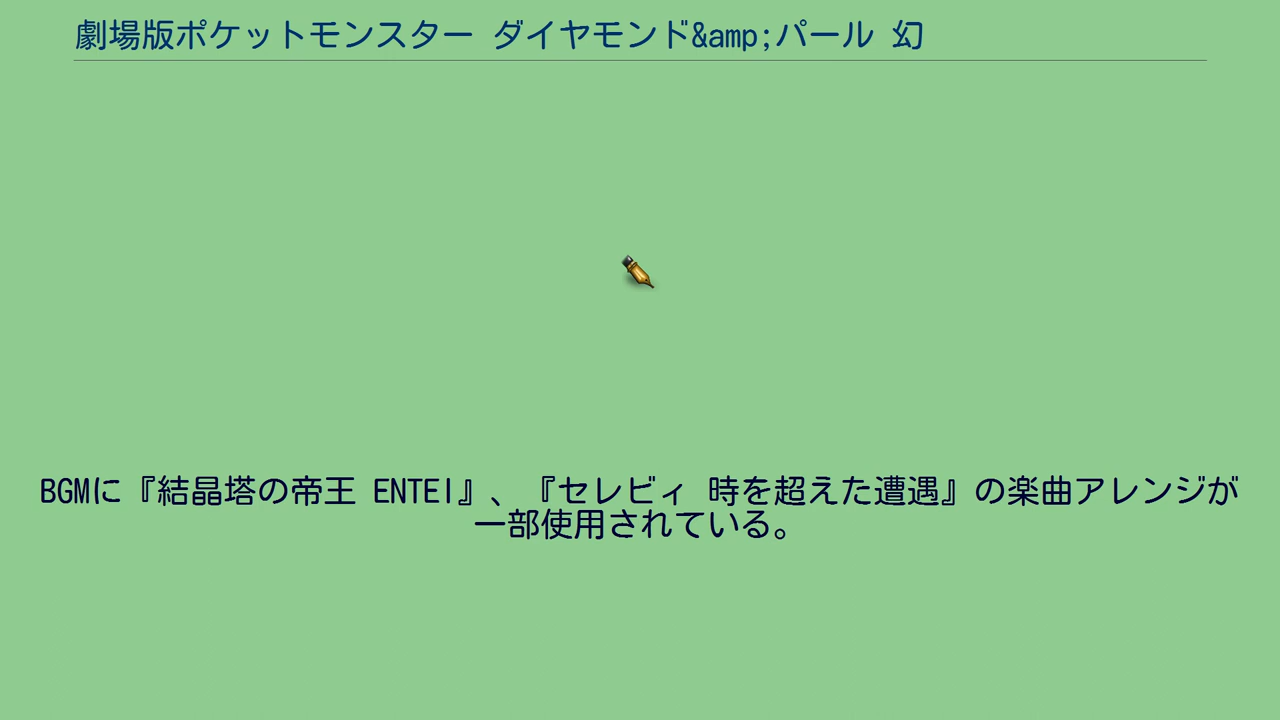 劇場版ポケットモンスター ダイヤモンド&amp;パール 幻
BGMに『結晶塔の帝王 ENTEI』、『セレビィ 時を超えた遭遇』の楽曲アレンジが
一部使用されている。